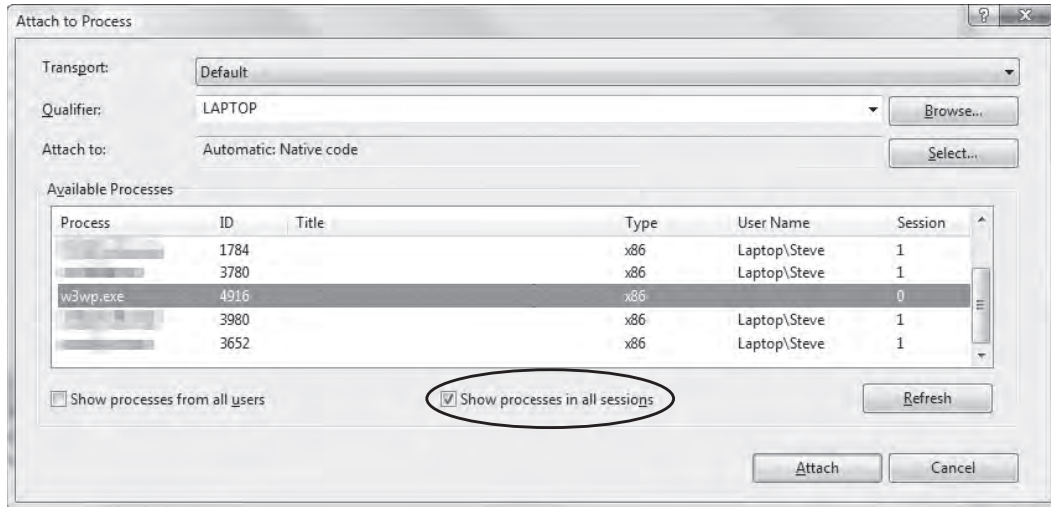 Attach to Process
Transport: Default
Qualifier: LAPTOP Browse...
Attach to: Automatic: Native code Select...
Available Processes
Process ID Title Type User Name Session
1784 x86 Laptop\Steve 1
3780 x86 Laptop\Steve 1
w3wp.exe 4916 x86 0
3980 x86 Laptop\Steve 1
3652 x86 Laptop\Steve 1
Show processes from all users Show processes in all sessions Refresh
Attach Cancel